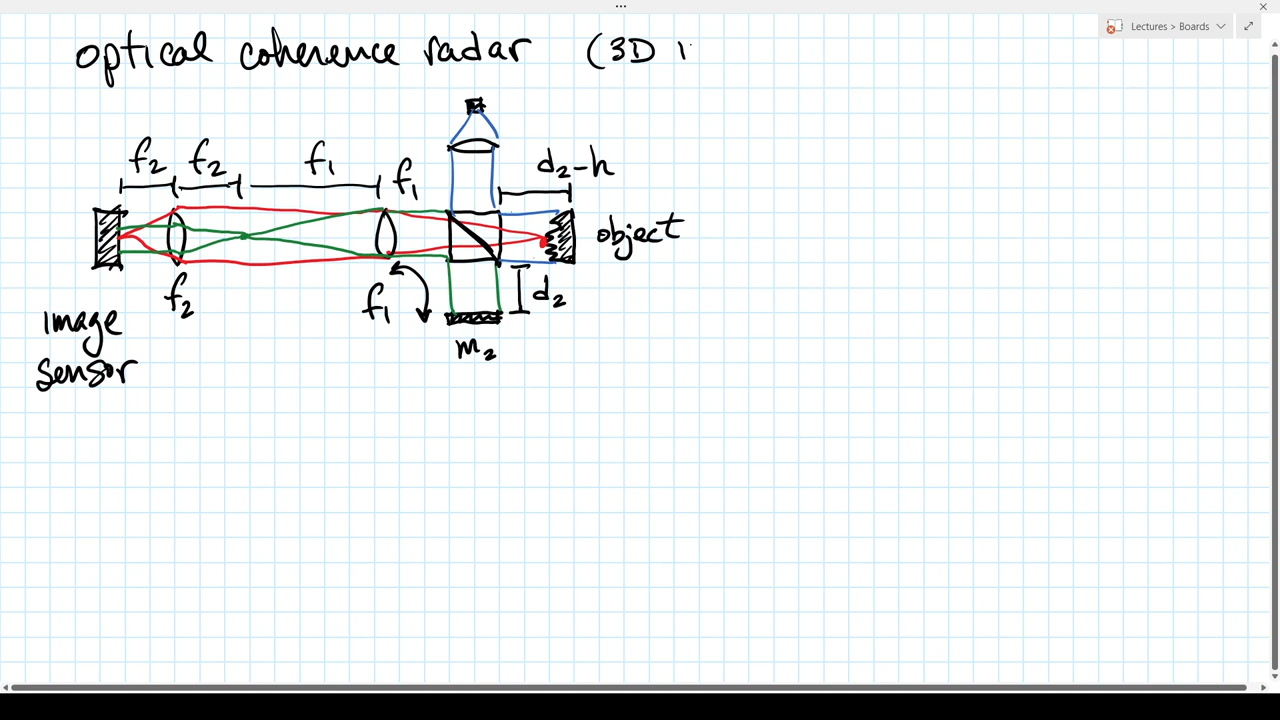 optical coherence radar (3D
Lectures > Boards
f₂ f₂ f₁ f₁ d₂-h
object
f₂ f₁ d₂
m₂
image
sensor